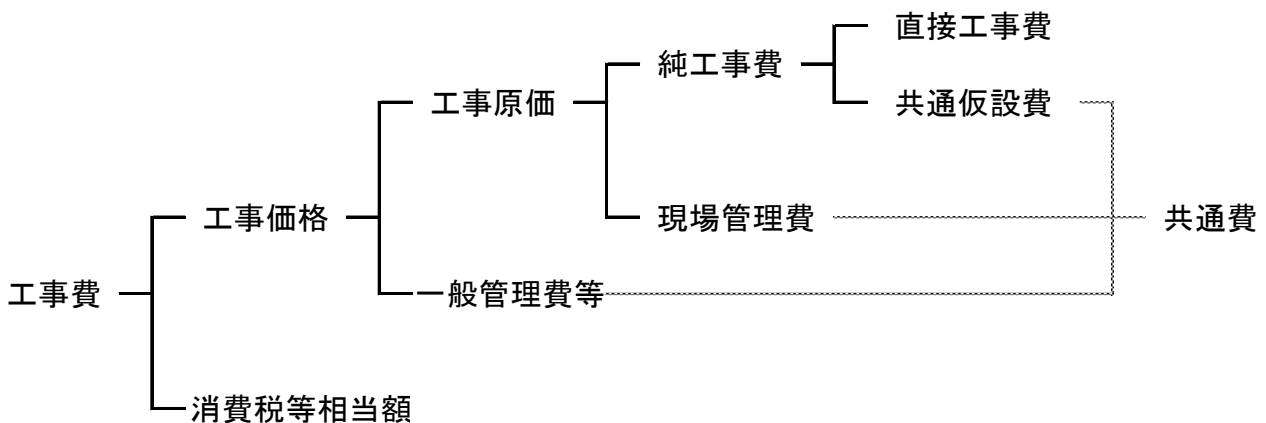 直接工事費
純工事費
共通仮設費
工事原価
工事価格
現場管理費
共通費
工事費
一般管理費等
消費税等相当額